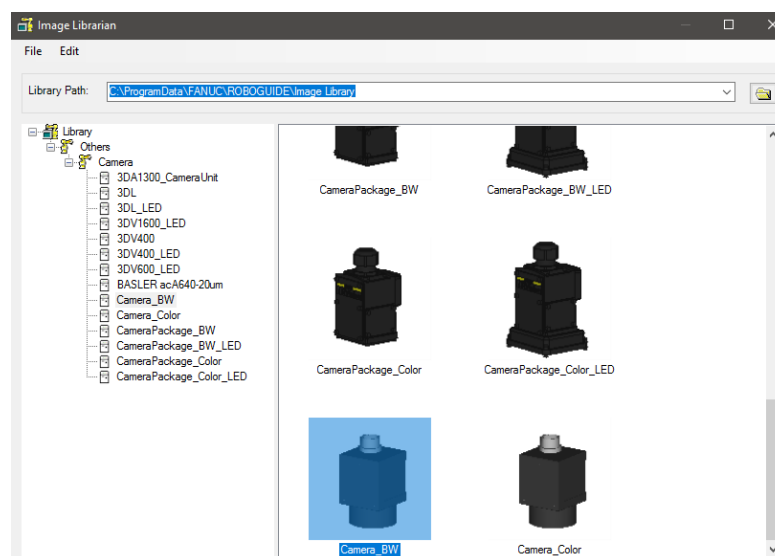 Image Librarian
File Edit
Library Path: C:\ProgramData\FANUC\ROBOGUIDE\Image Library
Library
Others
Camera
3DA1300_CameraUnit
3DL
3DL_LED
3DV1600_LED
3DV400
3DV400_LED
3DV600_LED
BASLER acA640-20um
Camera_BW
Camera_Color
CameraPackage_BW
CameraPackage_BW_LED
CameraPackage_Color
CameraPackage_Color_LED
CameraPackage_BW CameraPackage_BW_LED
CameraPackage_Color CameraPackage_Color_LED
Camera_BW Camera_Color